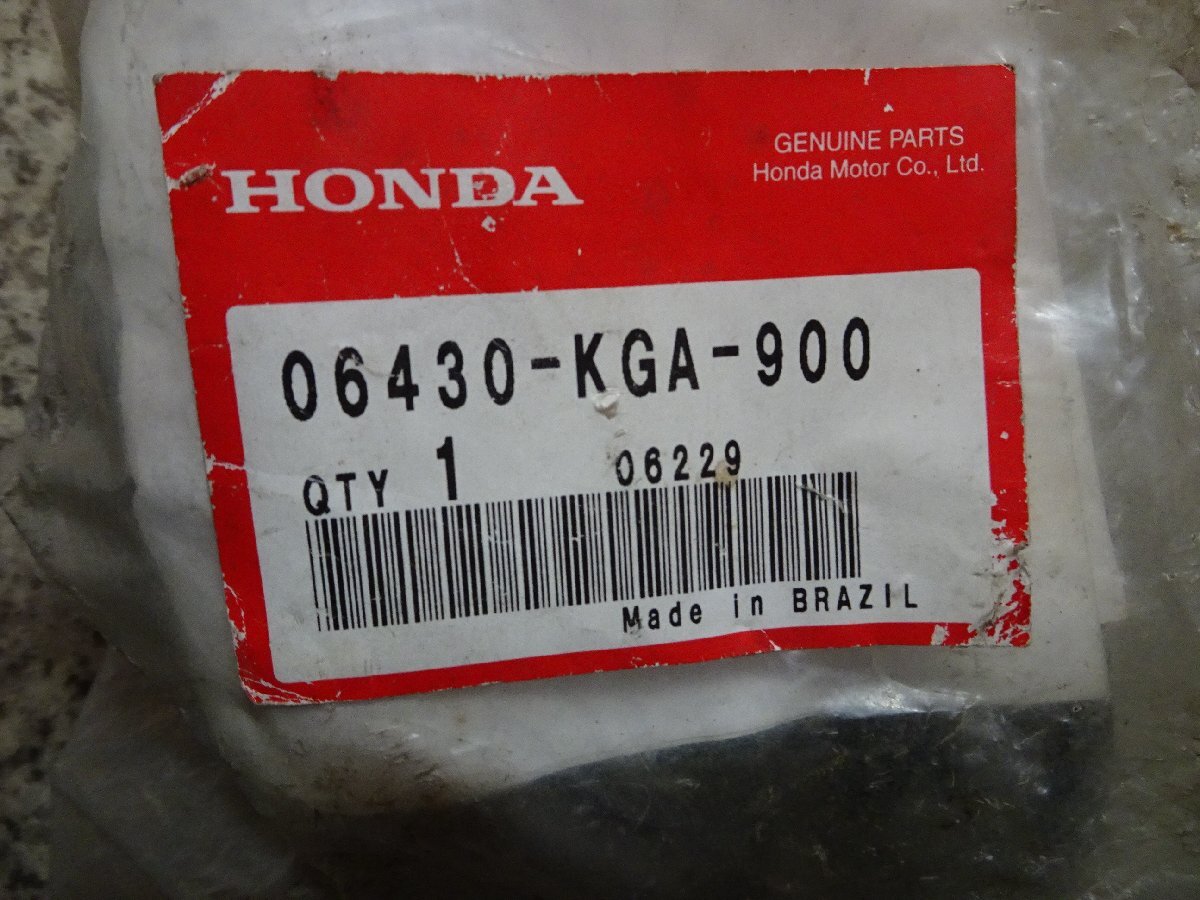 GENUINE PARTS
HONDA
Honda Motor Co., Ltd.
06430-KGA-900
QTY 1 06229
Made in BRAZIL